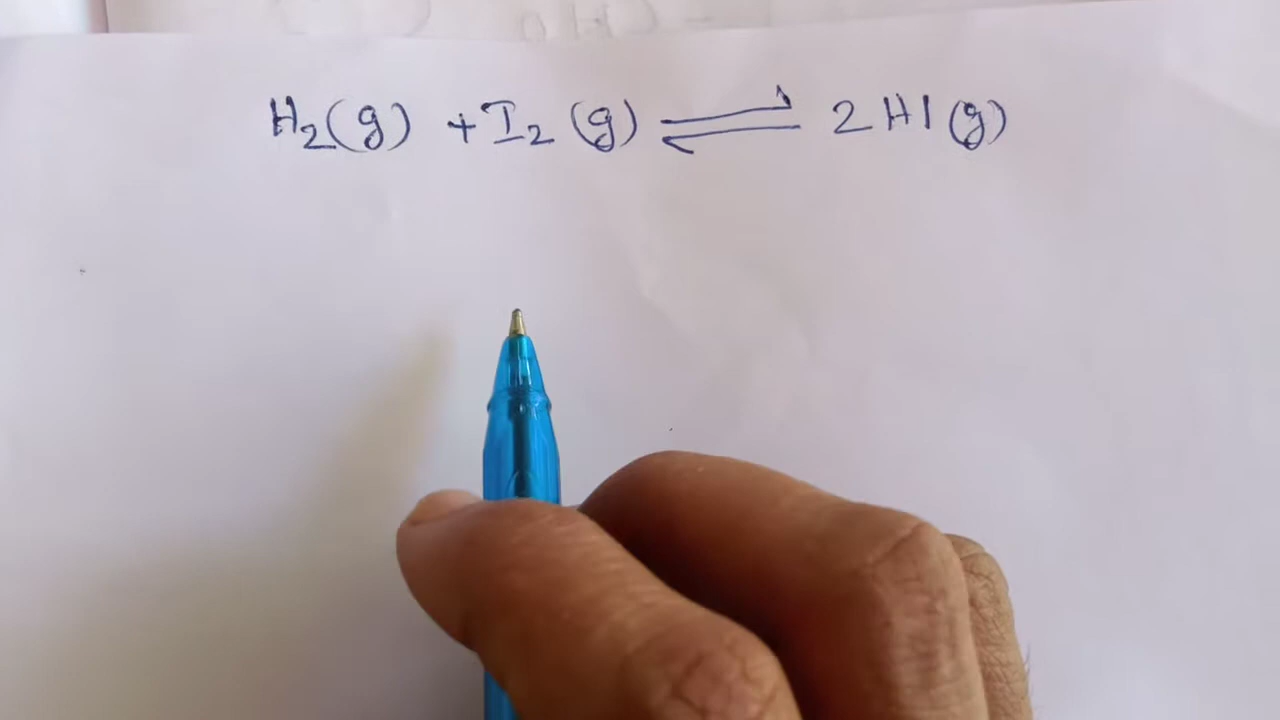 H₂(g) + I₂ (g) ⇌ 2HI(g)